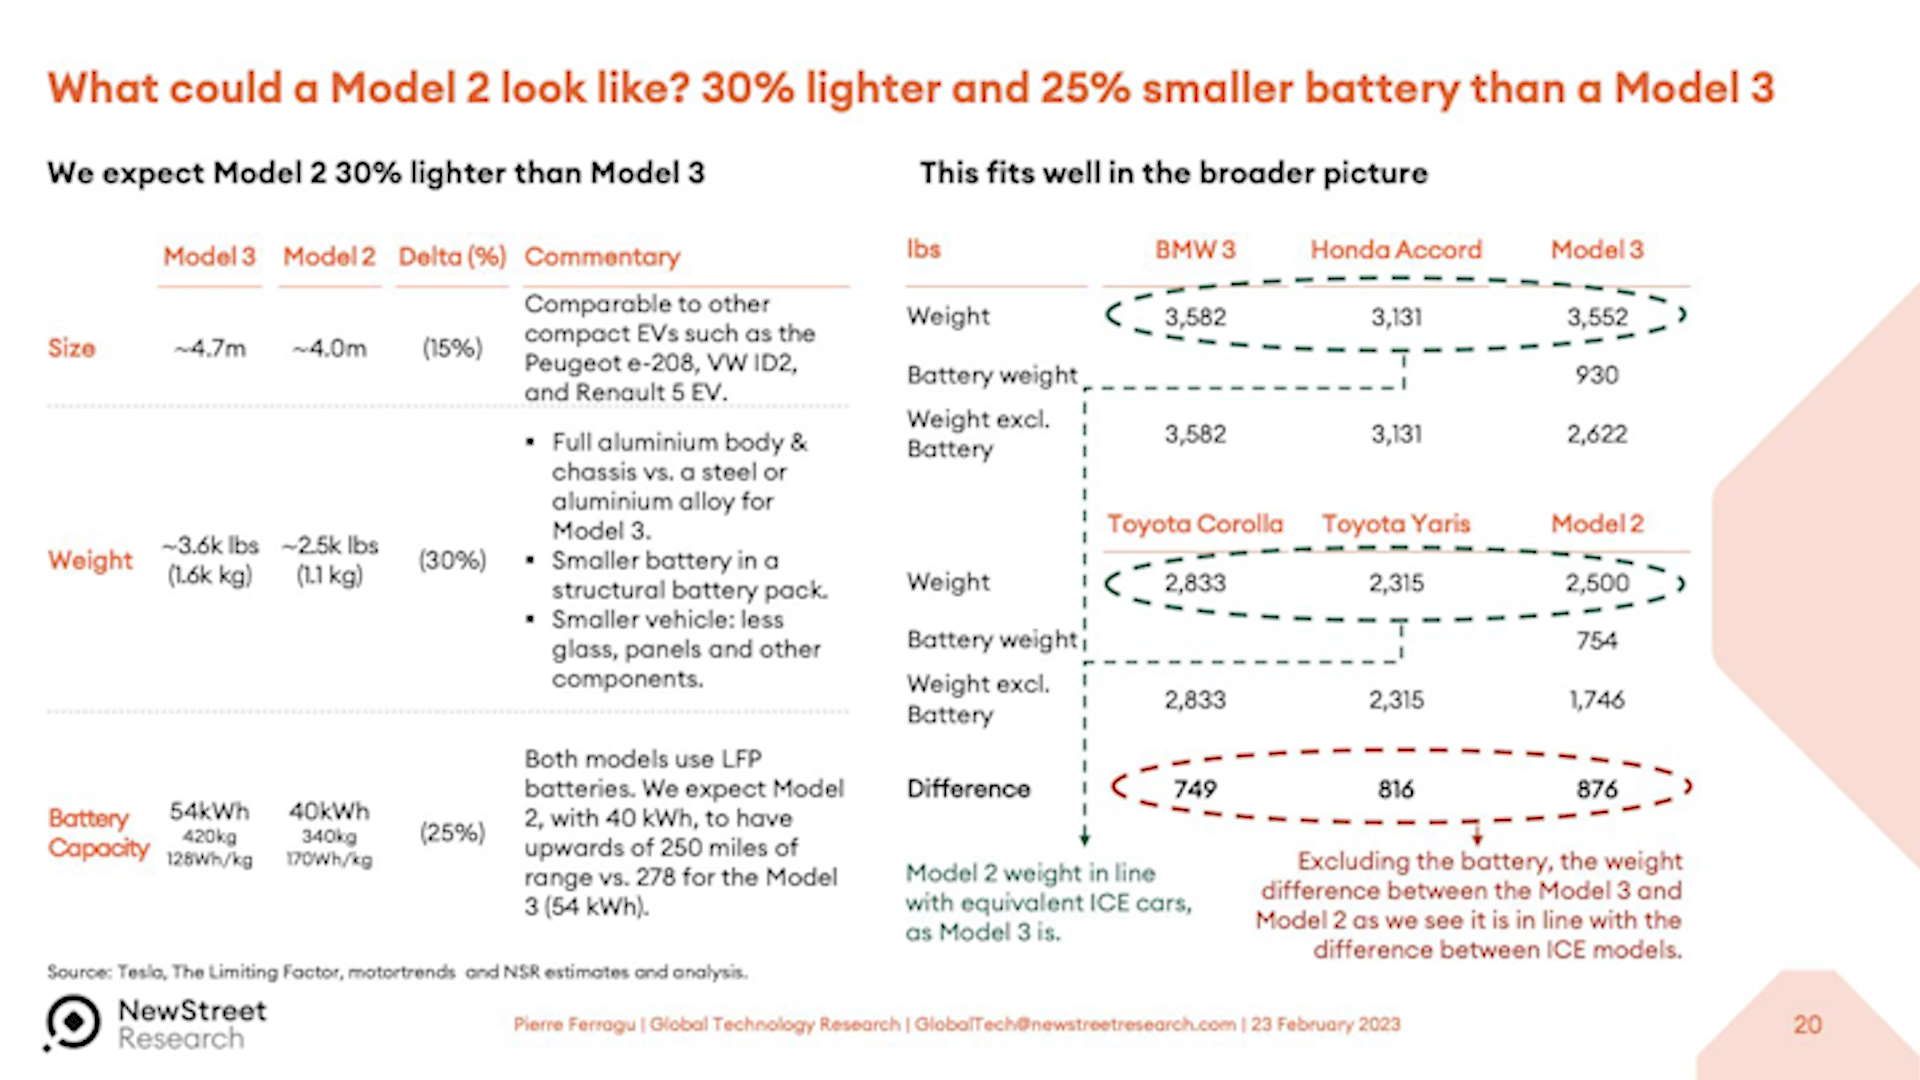 What could a Model 2 look like? 30% lighter and 25% smaller battery than a Model 3
We expect Model 2 30% lighter than Model 3
Model 3 Model 2 Delta (%) Commentary
Size ~4.7m ~4.0m (15%)
Comparable to other
compact EVs such as the
Peugeot e-208, VW ID2,
and Renault 5 EV.
Weight ~3.6k lbs ~2.5k lbs (30%)
(1.6k kg) (1.1 kg)
▪ Full aluminium body &
chassis vs. a steel or
aluminium alloy for
Model 3.
▪ Smaller battery in a
structural battery pack.
▪ Smaller vehicle: less
glass, panels and other
components.
Battery
Capacity
54kWh 40kWh (25%)
420kg 340kg
128Wh/kg 170Wh/kg
Both models use LFP
batteries. We expect Model
2, with 40 kWh, to have
upwards of 250 miles of
range vs. 278 for the Model
3 (54 kWh).
This fits well in the broader picture
lbs BMW 3 Honda Accord Model 3
Weight 3,582 3,131 3,552
Battery weight 930
Weight excl.
Battery
3,582 3,131 2,622
Toyota Corolla Toyota Yaris Model 2
Weight 2,833 2,315 2,500
Battery weight 754
Weight excl.
Battery
2,833 2,315 1,746
Difference 749 816 876
Model 2 weight in line
with equivalent ICE cars,
as Model 3 is.
Excluding the battery, the weight
difference between the Model 3 and
Model 2 as we see it is in line with the
difference between ICE models.
Source: Tesla, The Limiting Factor, motortrends and NSR estimates and analysis.
NewStreet
Research
Pierre Ferragu | Global Technology Research | GlobalTech@newstreetresearch.com | 23 February 2023
20